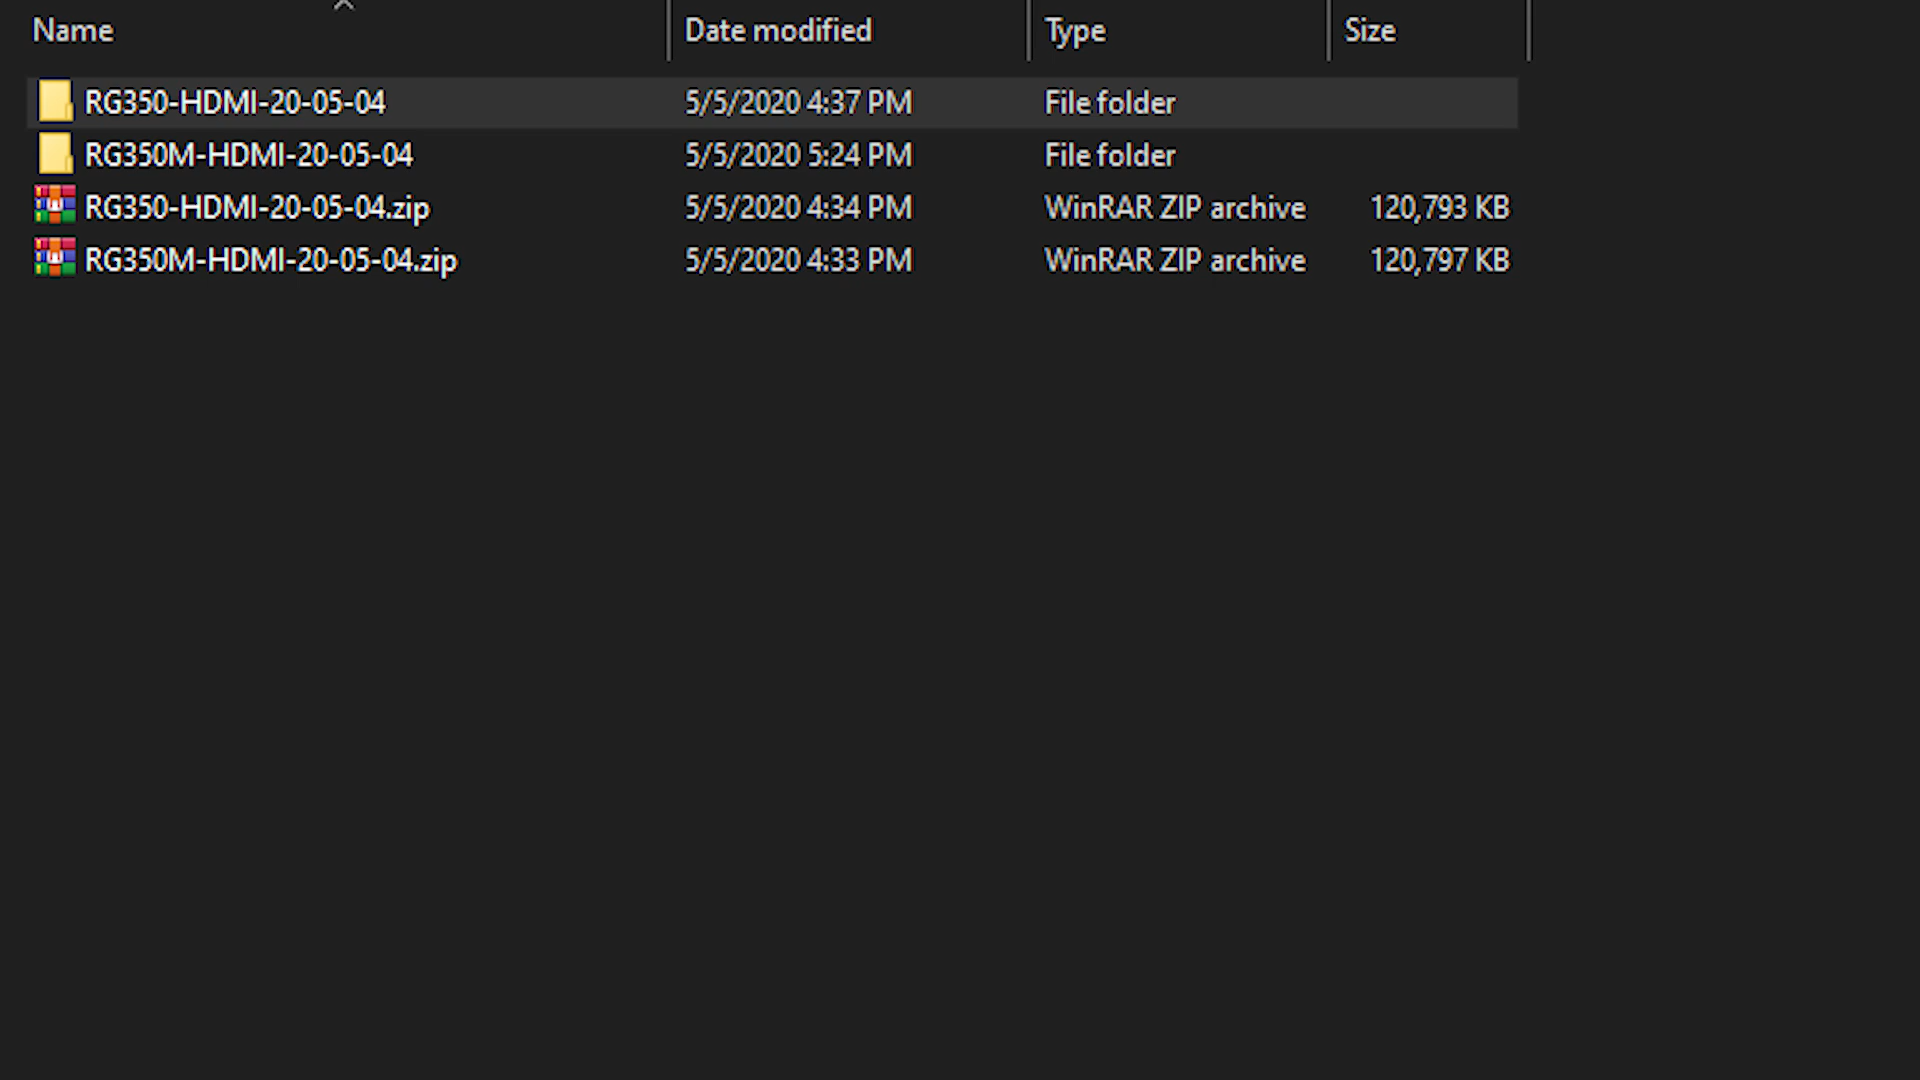 Name Date modified Type Size
RG350-HDMI-20-05-04 5/5/2020 4:37 PM File folder
RG350M-HDMI-20-05-04 5/5/2020 5:24 PM File folder
RG350-HDMI-20-05-04.zip 5/5/2020 4:34 PM WinRAR ZIP archive 120,793 KB
RG350M-HDMI-20-05-04.zip 5/5/2020 4:33 PM WinRAR ZIP archive 120,797 KB